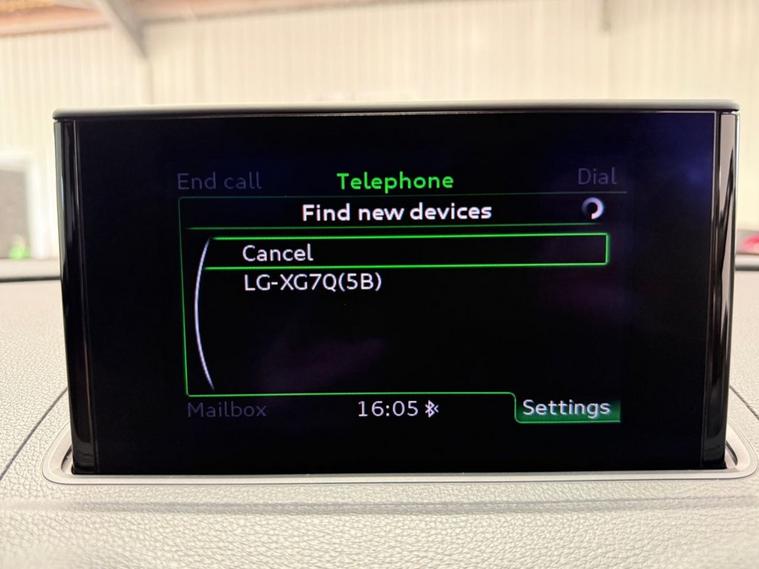 End call Telephone Dial
Find new devices
Cancel
LG-XG7Q(5B)
Mailbox 16:05 Settings